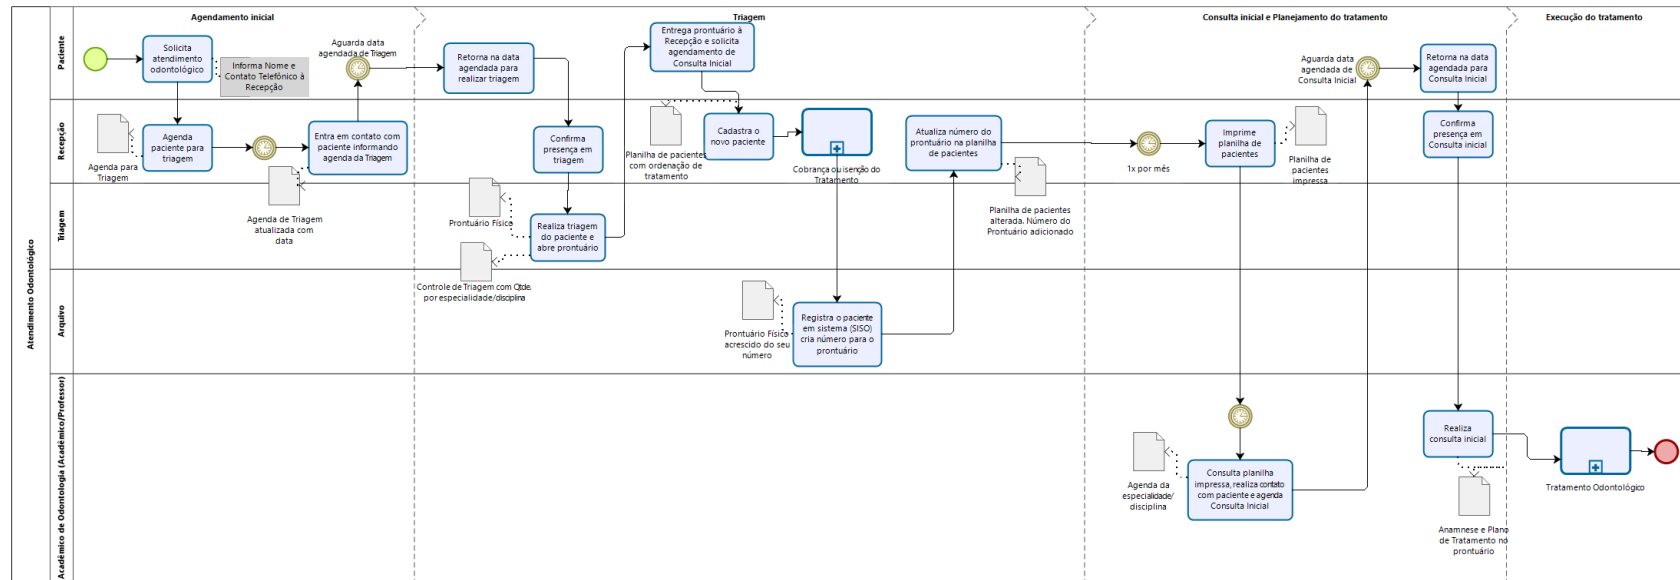 Agendamento inicial
Triagem
Consulta inicial e Planejamento do tratamento
Execução do tratamento
Atendimento Odontológico
Paciente
Recepção
Triagem
Arquivo
Acadêmico de Odontologia (Acadêmico/Professor)
Solicita
atendimento
odontológico
Informa Nome e
Contato Telefônico à
Recepção
Aguarda data
agendada de Triagem
Retorna na data
agendada para
realizar triagem
Entrega prontuário à
Recepção e solicita
agendamento de
Consulta Inicial
Aguarda data
agendada de
Consulta Inicial
Retorna na data
agendada para
Consulta Inicial
Agenda para
Triagem
Agenda
paciente para
triagem
Entra em contato com
paciente informando
agenda da Triagem
Agenda de Triagem
atualizada com
data
Confirma
presença em
triagem
Planilha de pacientes
com ordenação de
tratamento
Cadastra o
novo paciente
Cobrança ou isenção do
Tratamento
Atualiza número do
prontuário na planilha
de pacientes
Planilha de pacientes
alterada. Número do
Prontuário adicionado
1x por mês
Imprime
planilha de
pacientes
Planilha de
pacientes
impressa
Confirma
presença em
Consulta inicial
Prontuário Físico
Realiza triagem
do paciente e
abre prontuário
Controle de Triagem com Qtde.
por especialidade/disciplina
Prontuário Físico
acrescido do seu
número
Registra o paciente
em sistema (SISO)
cria número para o
prontuário
Agenda da
especialidade/
disciplina
Consulta planilha
impressa, realiza contato
com paciente e agenda
Consulta Inicial
Realiza
consulta inicial
Anamnese e Plano
de Tratamento no
prontuário
Tratamento Odontológico